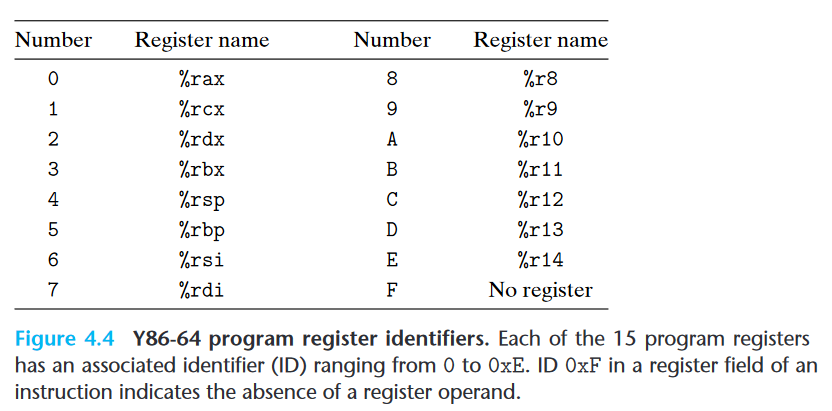 Number Register name Number Register name
0 %rax 8 %r8
1 %rcx 9 %r9
2 %rdx A %r10
3 %rbx B %r11
4 %rsp C %r12
5 %rbp D %r13
6 %rsi E %r14
7 %rdi F No register
Figure 4.4 Y86-64 program register identifiers. Each of the 15 program registers
has an associated identifier (ID) ranging from 0 to 0xE. ID 0xF in a register field of an
instruction indicates the absence of a register operand.